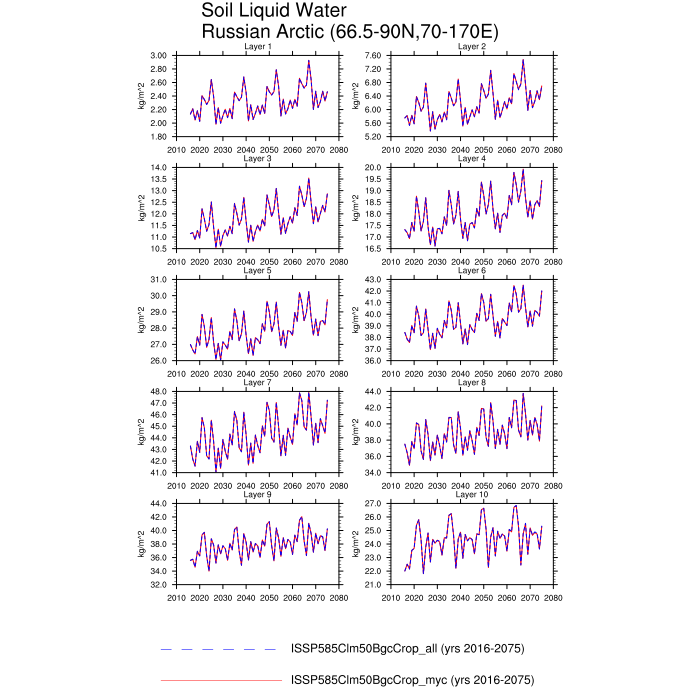 Soil Liquid Water
Russian Arctic (66.5-90N,70-170E)
Layer 1
Layer 2
3.00
2.80
2.60
2.40
2.20
2.00
1.80
kg/m^2
2010 2020 2030 2040 2050 2060 2070 2080
7.60
7.20
6.80
6.40
6.00
5.60
5.20
kg/m^2
2010 2020 2030 2040 2050 2060 2070 2080
Layer 3
Layer 4
14.0
13.5
13.0
12.5
12.0
11.5
11.0
10.5
kg/m^2
2010 2020 2030 2040 2050 2060 2070 2080
20.0
19.5
19.0
18.5
18.0
17.5
17.0
16.5
kg/m^2
2010 2020 2030 2040 2050 2060 2070 2080
Layer 5
Layer 6
31.0
30.0
29.0
28.0
27.0
26.0
kg/m^2
2010 2020 2030 2040 2050 2060 2070 2080
43.0
42.0
41.0
40.0
39.0
38.0
37.0
36.0
kg/m^2
2010 2020 2030 2040 2050 2060 2070 2080
Layer 7
Layer 8
48.0
47.0
46.0
45.0
44.0
43.0
42.0
41.0
kg/m^2
2010 2020 2030 2040 2050 2060 2070 2080
44.0
42.0
40.0
38.0
36.0
34.0
kg/m^2
2010 2020 2030 2040 2050 2060 2070 2080
Layer 9
Layer 10
44.0
42.0
40.0
38.0
36.0
34.0
32.0
kg/m^2
2010 2020 2030 2040 2050 2060 2070 2080
27.0
26.0
25.0
24.0
23.0
22.0
21.0
kg/m^2
2010 2020 2030 2040 2050 2060 2070 2080
ISSP585Clm50BgcCrop_all (yrs 2016-2075)
ISSP585Clm50BgcCrop_myc (yrs 2016-2075)